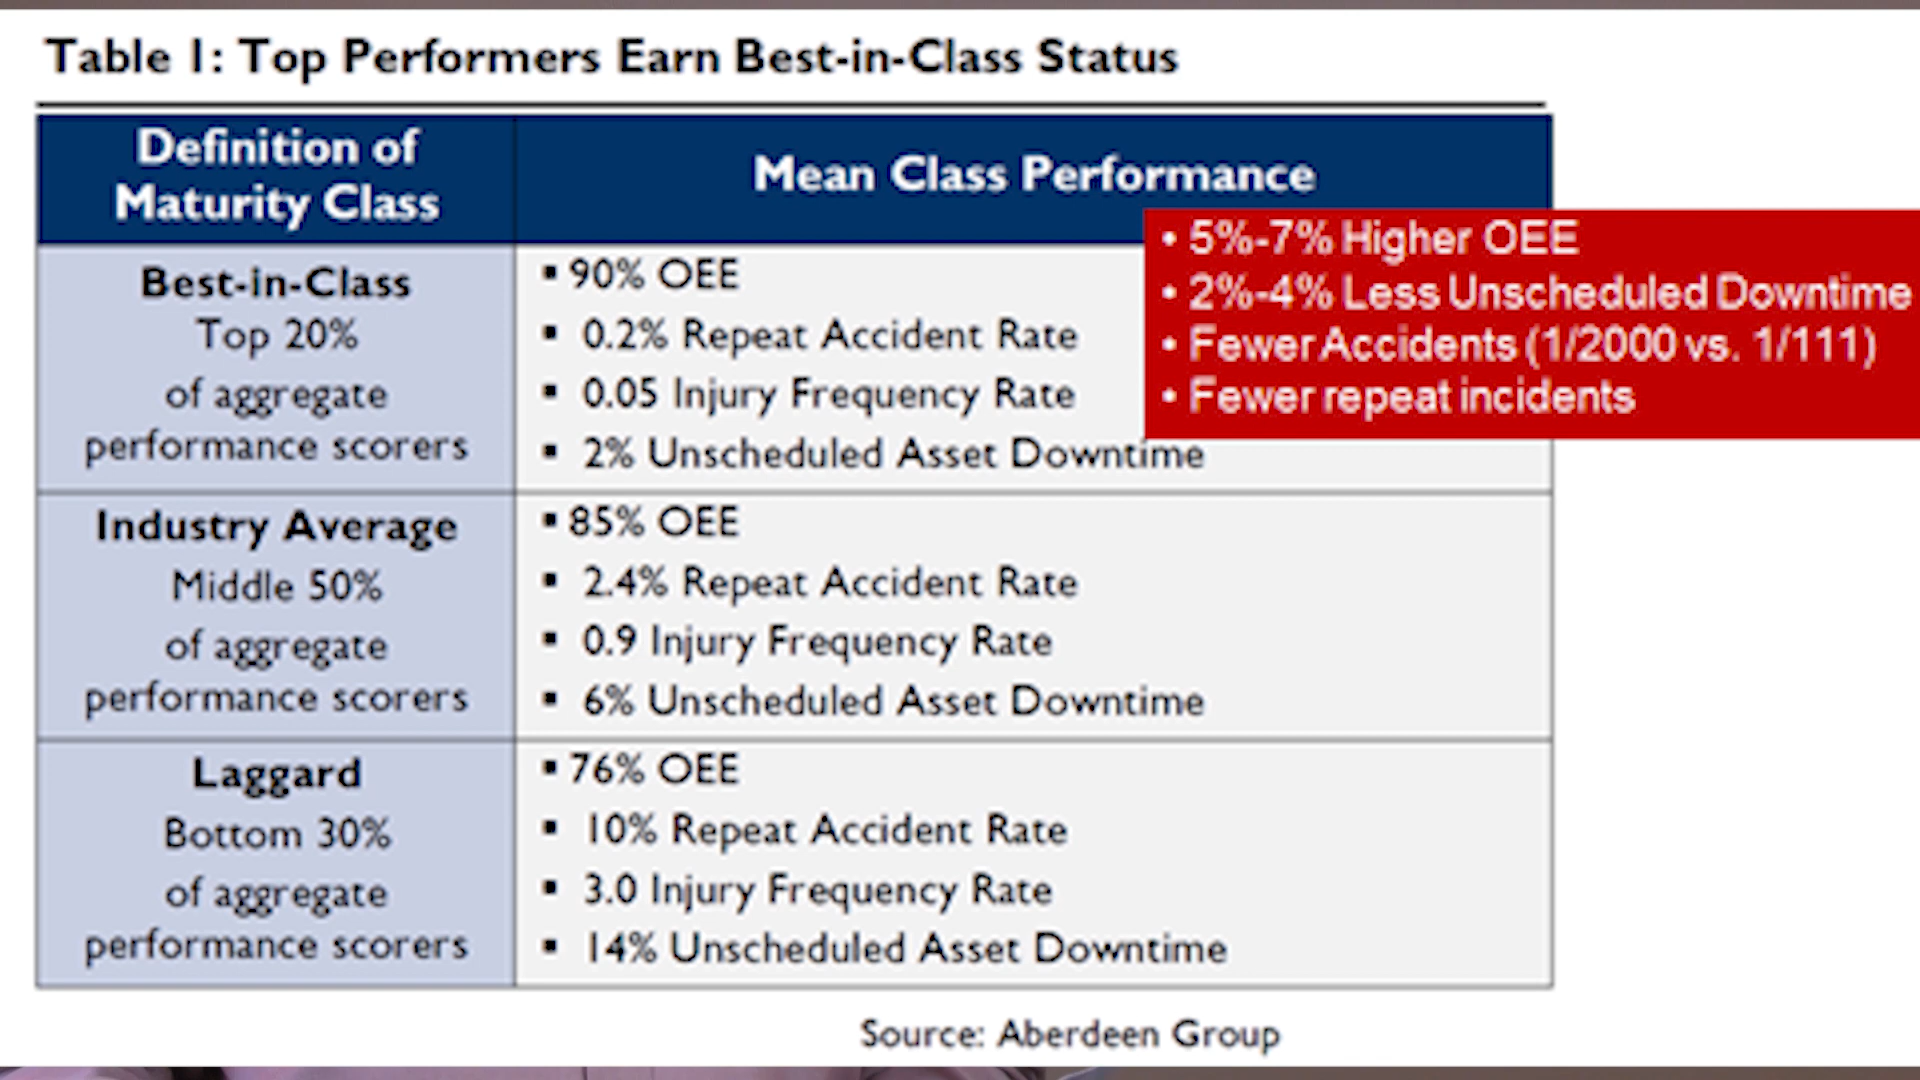 Table 1: Top Performers Earn Best-in-Class Status
Definition of
Maturity Class
Mean Class Performance
Best-in-Class
Top 20%
of aggregate
performance scorers
▪ 90% OEE
▪ 0.2% Repeat Accident Rate
▪ 0.05 Injury Frequency Rate
▪ 2% Unscheduled Asset Downtime
• 5%-7% Higher OEE
• 2%-4% Less Unscheduled Downtime
• Fewer Accidents (1/2000 vs. 1/111)
• Fewer repeat incidents
Industry Average
Middle 50%
of aggregate
performance scorers
▪ 85% OEE
▪ 2.4% Repeat Accident Rate
▪ 0.9 Injury Frequency Rate
▪ 6% Unscheduled Asset Downtime
Laggard
Bottom 30%
of aggregate
performance scorers
▪ 76% OEE
▪ 10% Repeat Accident Rate
▪ 3.0 Injury Frequency Rate
▪ 14% Unscheduled Asset Downtime
Source: Aberdeen Group